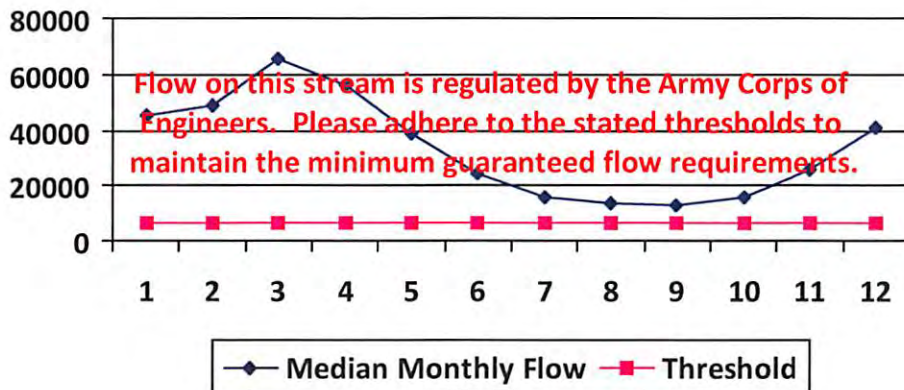 80000
60000
40000
20000
0
Flow on this stream is regulated by the Army Corps of
Engineers. Please adhere to the stated thresholds to
maintain the minimum guaranteed flow requirements.
1 2 3 4 5 6 7 8 9 10 11 12
Median Monthly Flow Threshold